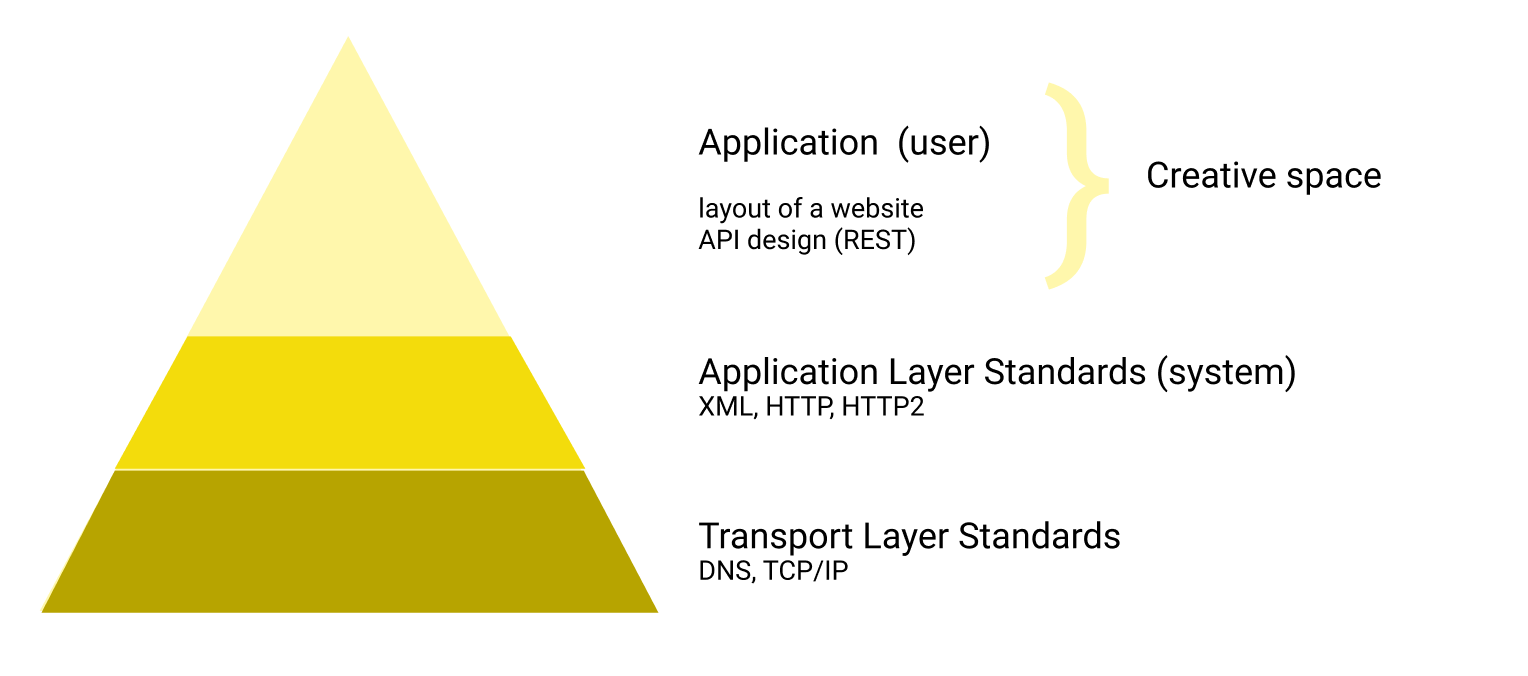 Application (user)
layout of a website
API design (REST)
Creative space
Application Layer Standards (system)
XML, HTTP, HTTP2
Transport Layer Standards
DNS, TCP/IP